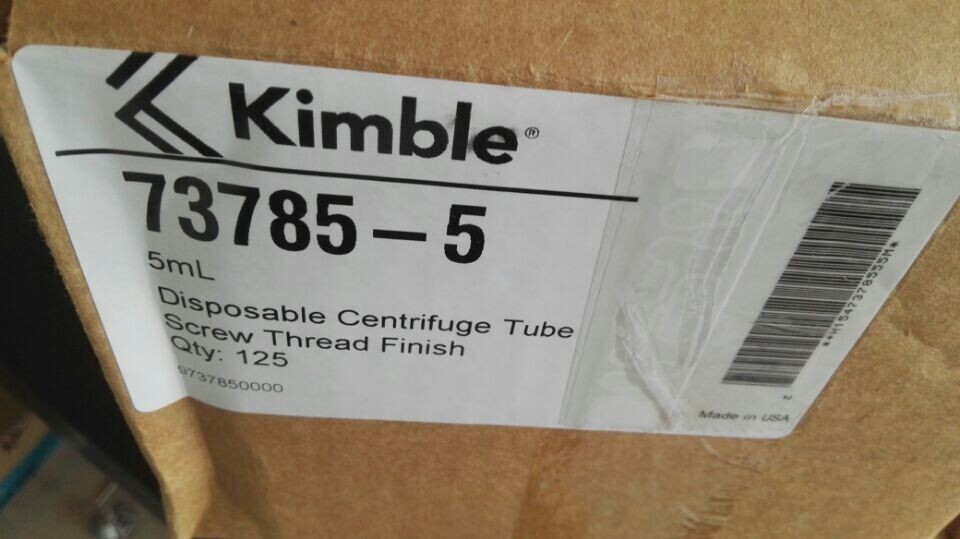 Kimble®
73785-5
5mL
Disposable Centrifuge Tube
Screw Thread Finish
Qty: 125
9737850000
Made in USA